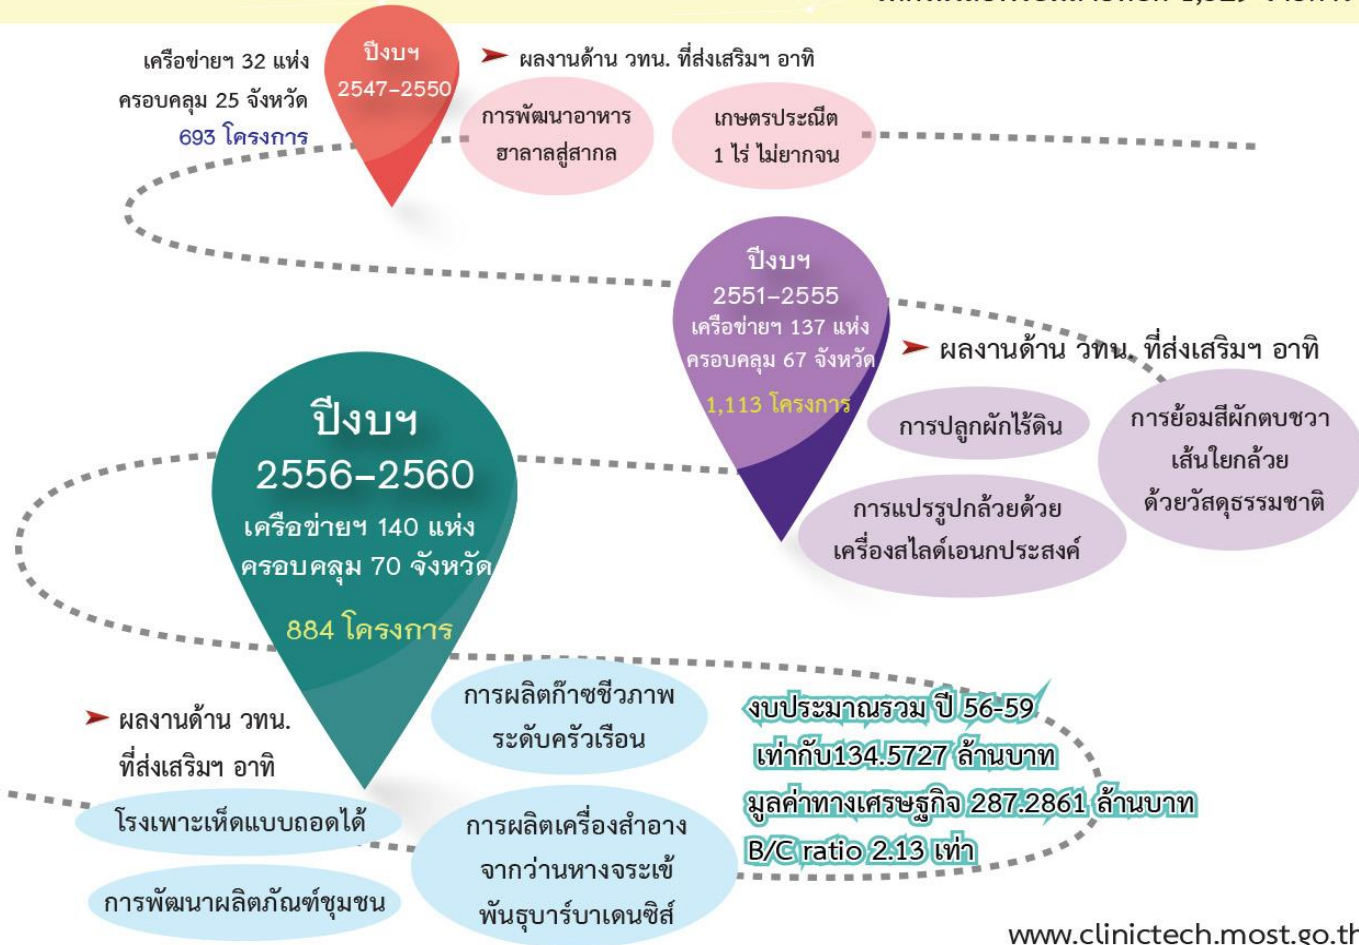 เครือข่ายฯ 32 แห่ง
ครอบคลุม 25 จังหวัด
693 โครงการ
ปีงบฯ
2547-2550
ผลงานด้าน วทน. ที่ส่งเสริมฯ อาทิ
การพัฒนาอาหาร
ฮาลาลสู่สากล
เกษตรประณีต
1 ไร่ ไม่ยากจน
ปีงบฯ
2551-2555
เครือข่ายฯ 137 แห่ง
ครอบคลุม 67 จังหวัด
1,113 โครงการ
ผลงานด้าน วทน. ที่ส่งเสริมฯ อาทิ
การปลูกผักไร้ดิน
การย้อมสีผักตบชวา
เส้นใยกล้วย
ด้วยวัสดุธรรมชาติ
การแปรรูปกล้วยด้วย
เครื่องสไลด์เอนกประสงค์
ปีงบฯ
2556-2560
เครือข่ายฯ 140 แห่ง
ครอบคลุม 70 จังหวัด
884 โครงการ
ผลงานด้าน วทน.
ที่ส่งเสริมฯ อาทิ
การผลิตก๊าซชีวภาพ
ระดับครัวเรือน
โรงเพาะเห็ดแบบถอดได้
การพัฒนาผลิตภัณฑ์ชุมชน
การผลิตเครื่องสำอาง
จากว่านหางจระเข้
พันธุบาร์บาเดนซิส์
งบประมาณรวม ปี 56-59
เท่ากับ134.5727 ล้านบาท
มูลค่าทางเศรษฐกิจ 287.2861 ล้านบาท
B/C ratio 2.13 เท่า
www.clinictech.most.go.th